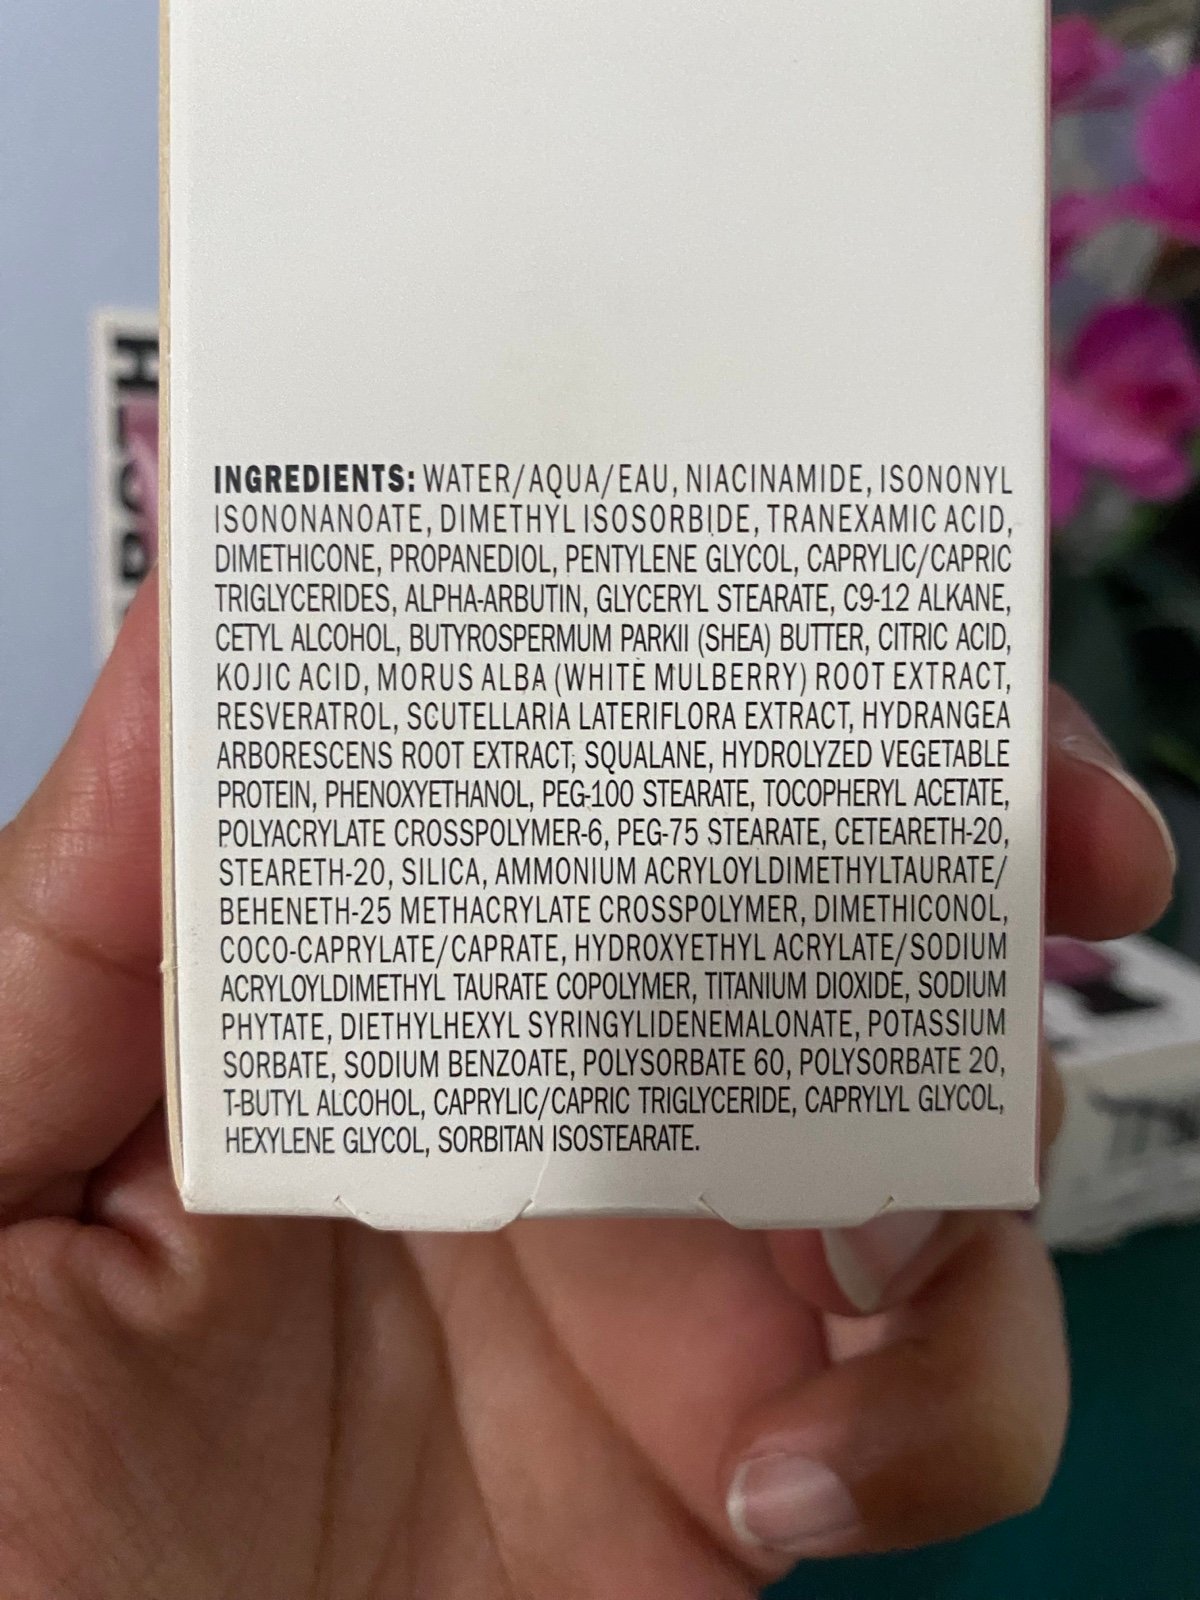 INGREDIENTS: WATER/AQUA/EAU, NIACINAMIDE, ISONONYL
ISONONANOATE, DIMETHYL ISOSORBIDE, TRANEXAMIC ACID,
DIMETHICONE, PROPANEDIOL, PENTYLENE GLYCOL, CAPRYLIC/CAPRIC
TRIGLYCERIDES, ALPHA-ARBUTIN, GLYCERYL STEARATE, C9-12 ALKANE,
CETYL ALCOHOL, BUTYROSPERMUM PARKII (SHEA) BUTTER, CITRIC ACID,
KOJIC ACID, MORUS ALBA (WHITE MULBERRY) ROOT EXTRACT,
RESVERATROL, SCUTELLARIA LATERIFLORA EXTRACT, HYDRANGEA
ARBORESCENS ROOT EXTRACT, SQUALANE, HYDROLYZED VEGETABLE
PROTEIN, PHENOXYETHANOL, PEG-100 STEARATE, TOCOPHERYL ACETATE,
POLYACRYLATE CROSSPOLYMER-6, PEG-75 STEARATE, CETEARETH-20,
STEARETH-20, SILICA, AMMONIUM ACRYLOYLDIMETHYLTAURATE/
BEHENETH-25 METHACRYLATE CROSSPOLYMER, DIMETHICONOL,
COCO-CAPRYLATE/CAPRATE, HYDROXYETHYL ACRYLATE/SODIUM
ACRYLOYLDIMETHYL TAURATE COPOLYMER, TITANIUM DIOXIDE, SODIUM
PHYTATE, DIETHYLHEXYL SYRINGYLIDENEMALONATE, POTASSIUM
SORBATE, SODIUM BENZOATE, POLYSORBATE 60, POLYSORBATE 20,
T-BUTYL ALCOHOL, CAPRYLIC/CAPRIC TRIGLYCERIDE, CAPRYLYL GLYCOL,
HEXYLENE GLYCOL, SORBITAN ISOSTEARATE.